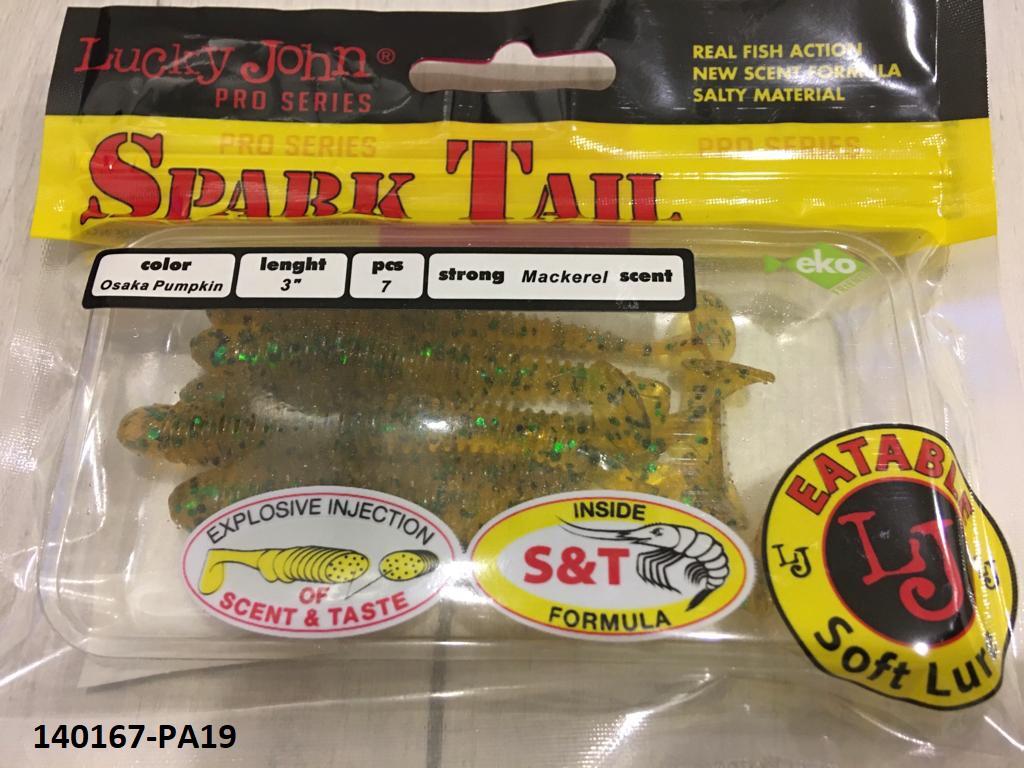 Lucky John®
PRO SERIES
REAL FISH ACTION
NEW SCENT FORMULA
SALTY MATERIAL
PRO SERIES
PRO SERIES
SPARK TAIL
color
Osaka Pumpkin
lenght
3"
pcs
7
strong Mackerel scent
eko
EXPLOSIVE INJECTION
OF
SCENT & TASTE
INSIDE
S&T
FORMULA
EATABLE
LJ
LJ
LJ
Soft Lure
140167-PA19